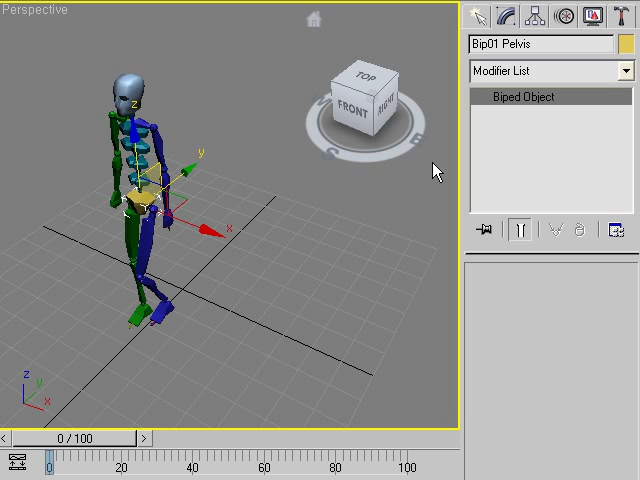 Perspective
Bip01 Pelvis
Modifier List
Biped Object
TOP
FRONT
RIGHT
S
E
z
y
x
z
y
x
< 0 / 100 >
0 20 40 60 80 100